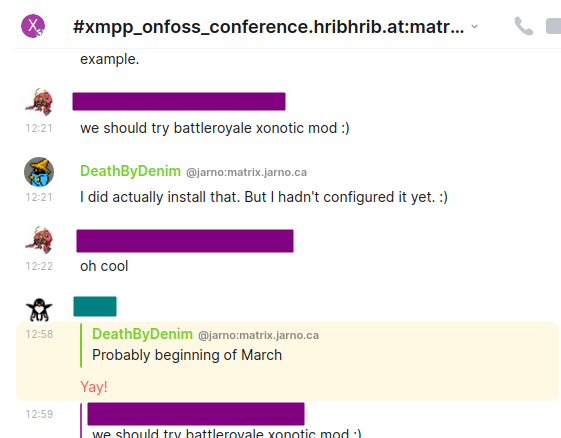 X
#xmpp_onfoss_conference.hribhrib.at:matr...
example.
12:21
we should try battleroyale xonotic mod :)
DeathByDenim @jarno:matrix.jarno.ca
12:21
I did actually install that. But I hadn't configured it yet. :)
12:22
oh cool
12:58
DeathByDenim @jarno:matrix.jarno.ca
Probably beginning of March
Yay!
12:59
we should try battleroyale xonotic mod :)